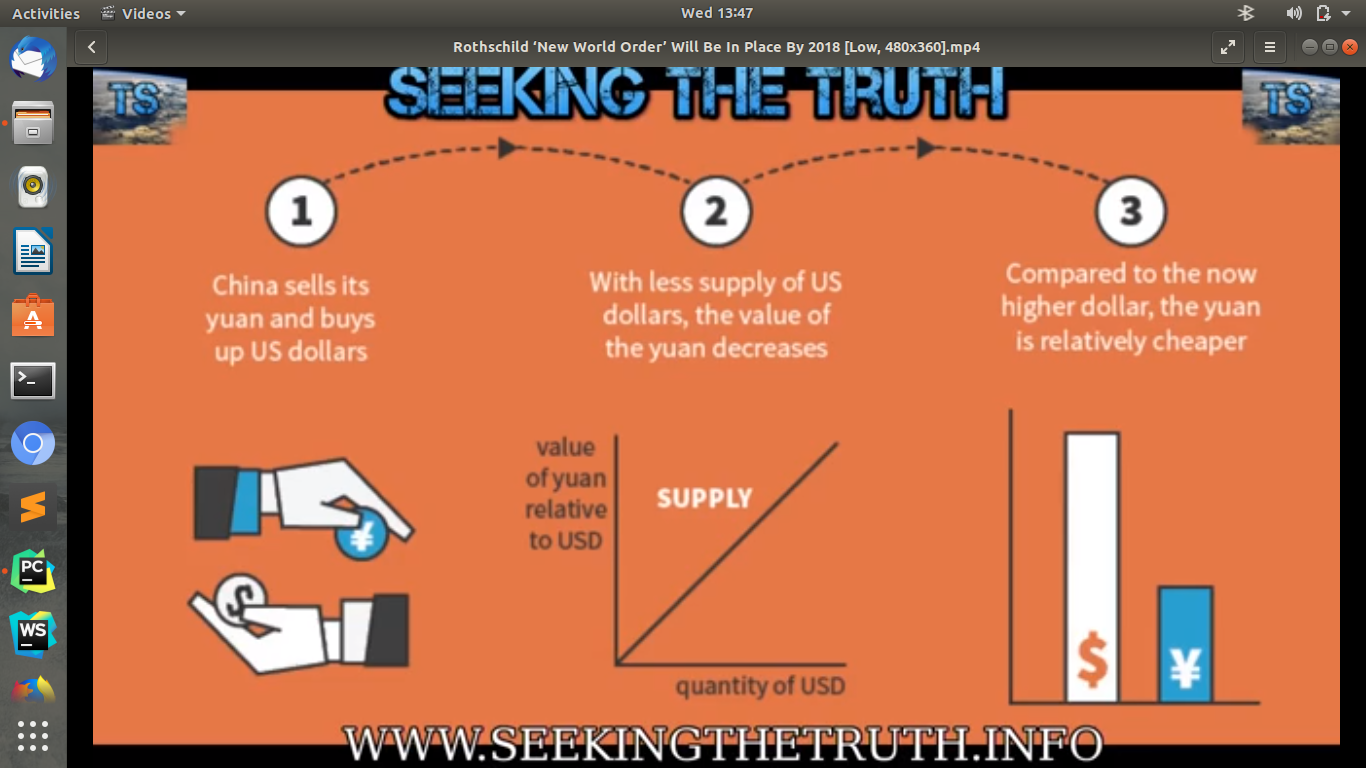 Activities
Videos
Wed 13:47
Rothschild ‘New World Order’ Will Be In Place By 2018 [Low, 480x360].mp4
SEEKING THE TRUTH
TS
TS
1
2
3
China sells its
yuan and buys
up US dollars
With less supply of US
dollars, the value of
the yuan decreases
Compared to the now
higher dollar, the yuan
is relatively cheaper
¥
$
value
of yuan
relative
to USD
SUPPLY
quantity of USD
$
¥
WWW.SEEKINGTHETRUTH.INFO
A
>_
PC
WS